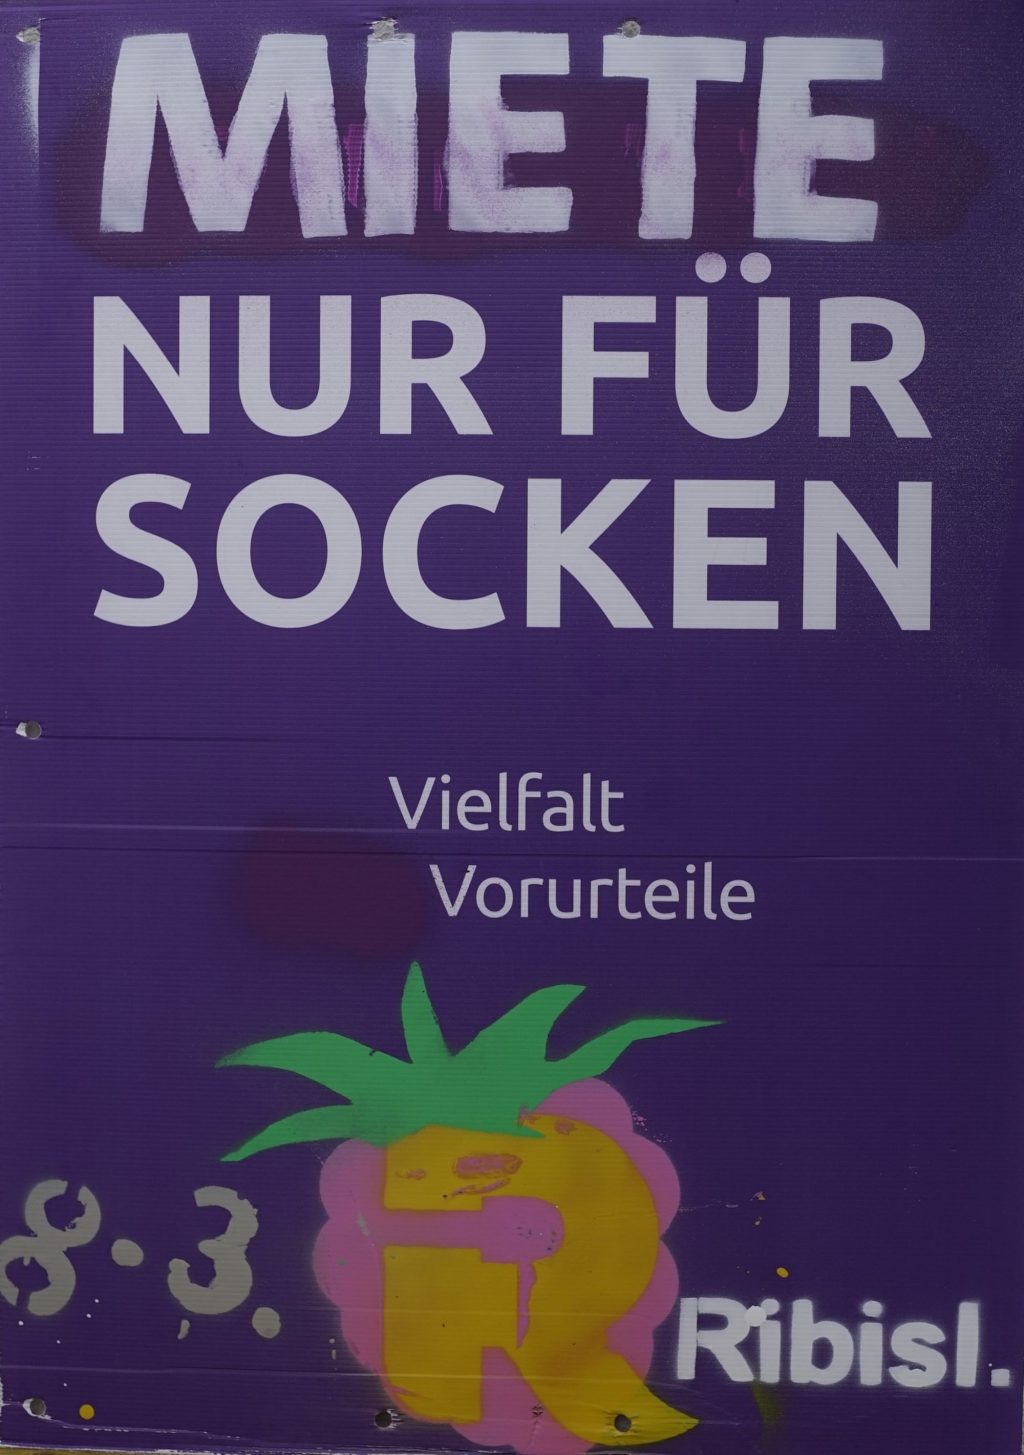 MIETE
NUR FÜR
SOCKEN
Vielfalt
Vorurteile
8.3.
R
Ribisl.